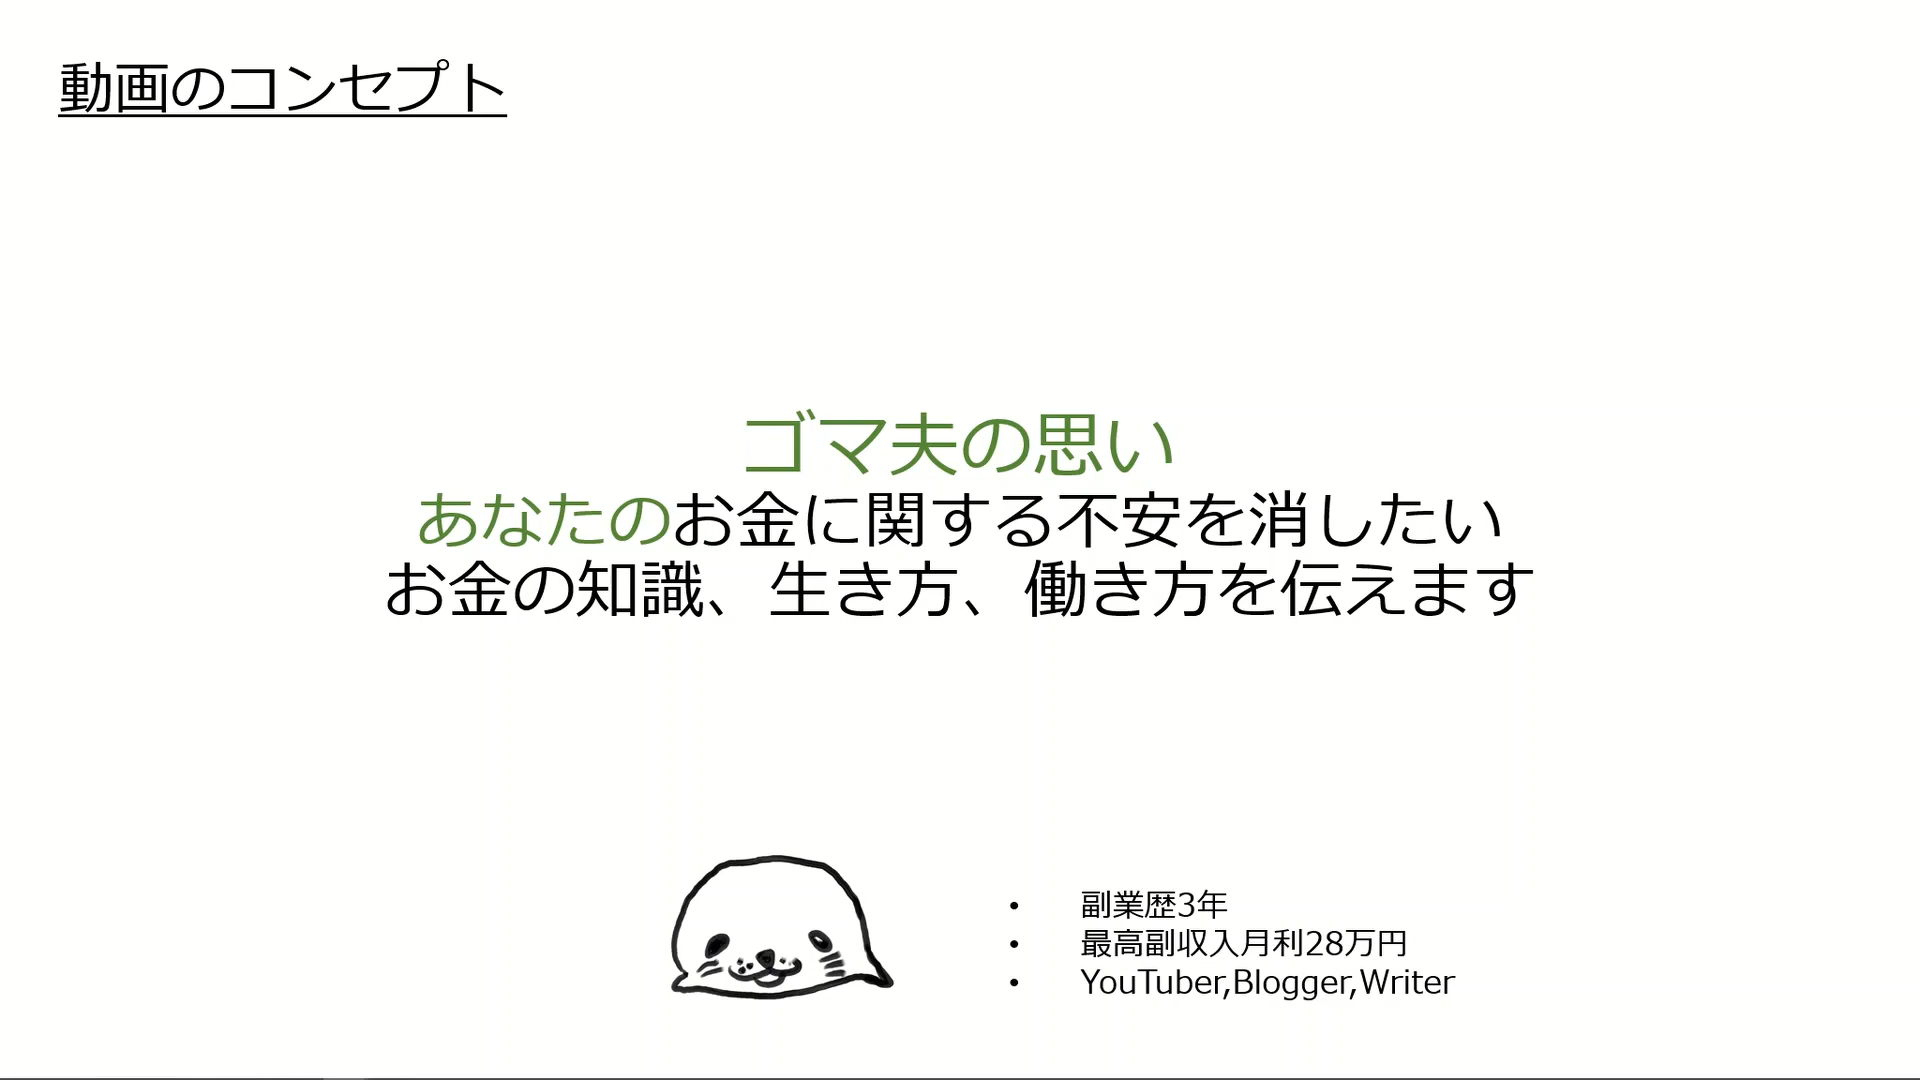 動画のコンセプト
ゴマ夫の思い
あなたのお金に関する不安を消したい
お金の知識、生き方、働き方を伝えます
• 副業歴3年
• 最高副収入月利28万円
• YouTuber,Blogger,Writer